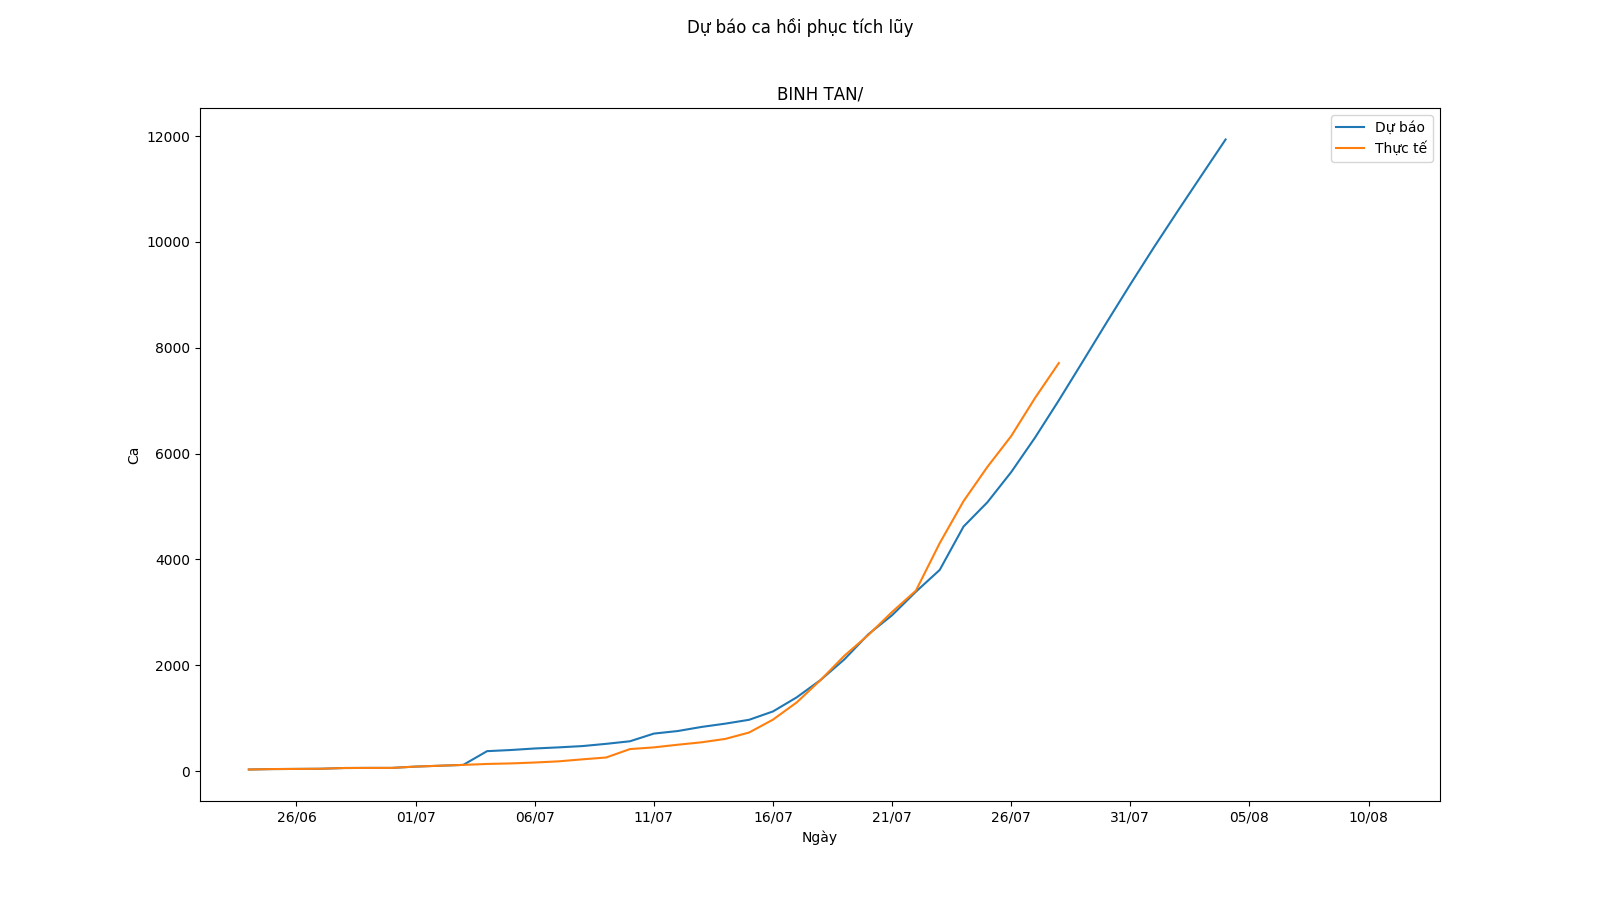 Dự báo ca hồi phục tích lũy
BINH TAN/
12000
10000
8000
6000
4000
2000
0
Ca
Dự báo
Thực tế
26/06
01/07
06/07
11/07
16/07
21/07
26/07
31/07
05/08
10/08
Ngày